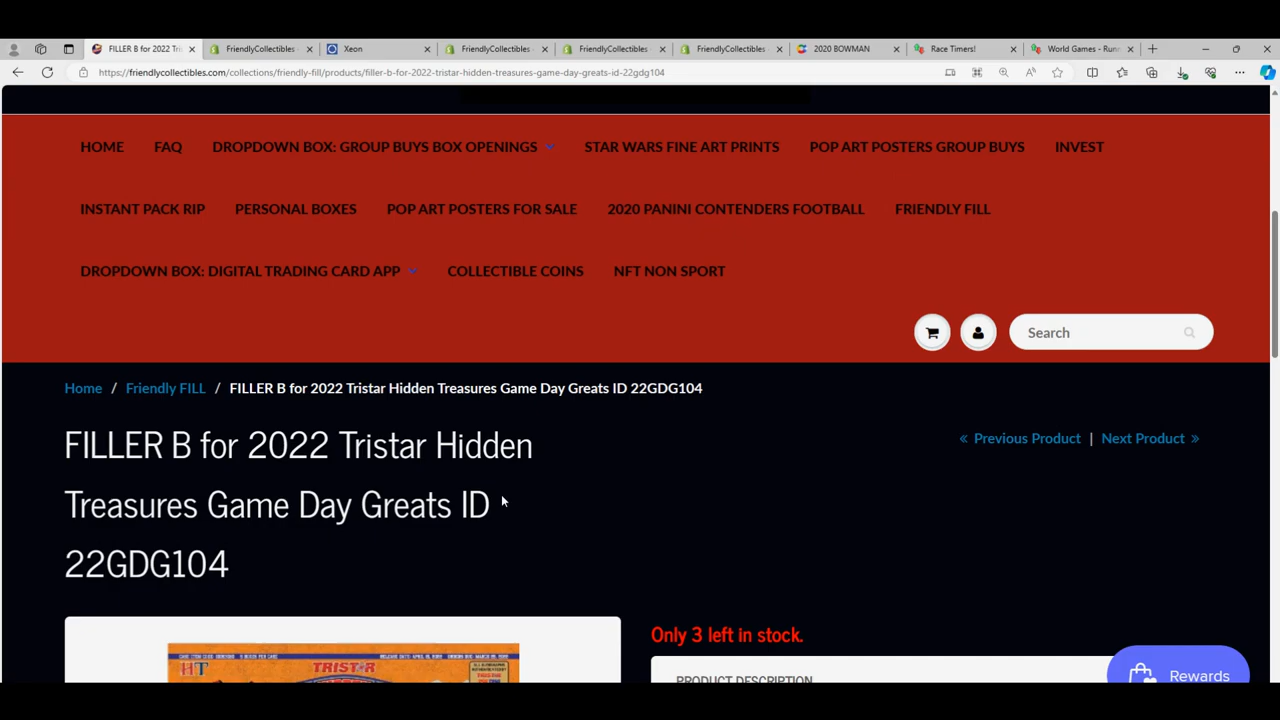 FILLER B for 2022 Tris
FriendlyCollectibles
Xeon
FriendlyCollectibles
FriendlyCollectibles
FriendlyCollectibles
2020 BOWMAN
Race Timers!
World Games - Runn
https://friendlycollectibles.com/collections/friendly-fill/products/filler-b-for-2022-tristar-hidden-treasures-game-day-greats-id-22gdg104
HOME FAQ DROPDOWN BOX: GROUP BUYS BOX OPENINGS STAR WARS FINE ART PRINTS POP ART POSTERS GROUP BUYS INVEST
INSTANT PACK RIP PERSONAL BOXES POP ART POSTERS FOR SALE 2020 PANINI CONTENDERS FOOTBALL FRIENDLY FILL
DROPDOWN BOX: DIGITAL TRADING CARD APP COLLECTIBLE COINS NFT NON SPORT
Search
Home / Friendly FILL / FILLER B for 2022 Tristar Hidden Treasures Game Day Greats ID 22GDG104
« Previous Product | Next Product »
FILLER B for 2022 Tristar Hidden
Treasures Game Day Greats ID
22GDG104
Only 3 left in stock.
PRODUCT DESCRIPTION
HT
TRISTAR
Rewards